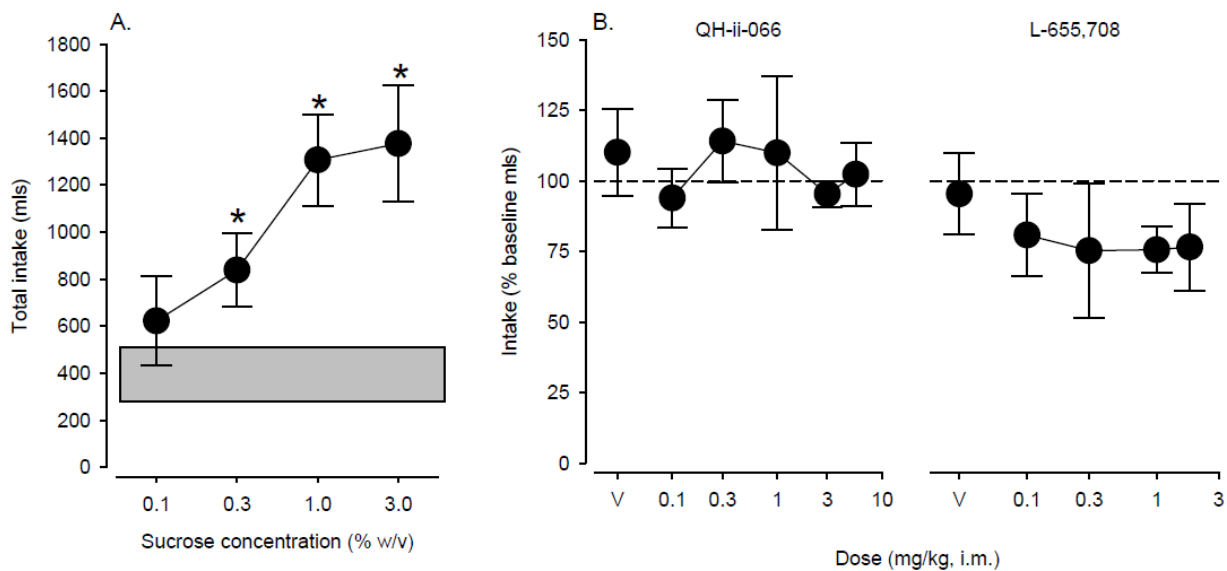 A.
Total intake (mls)
1800
1600
1400
1200
1000
800
600
400
200
0
*
*
*
0.1 0.3 1.0 3.0
Sucrose concentration (% w/v)
B.
QH-ii-066 L-655,708
Intake (% baseline mls)
150
125
100
75
50
25
0
V 0.1 0.3 1 3 10 V 0.1 0.3 1 3
Dose (mg/kg, i.m.)